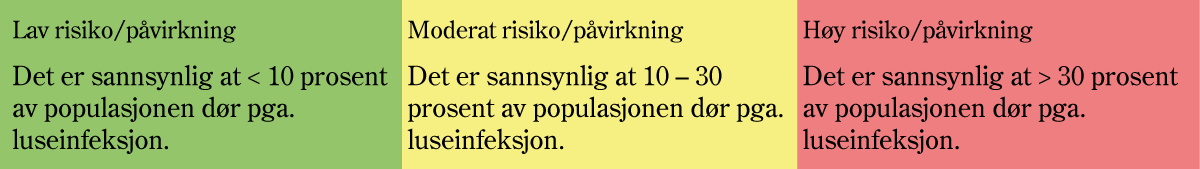 Lav risiko/påvirkning
Det er sannsynlig at < 10 prosent
av populasjonen dør pga.
luseinfeksjon.
Moderat risiko/påvirkning
Det er sannsynlig at 10 – 30
prosent av populasjonen dør pga.
luseinfeksjon.
Høy risiko/påvirkning
Det er sannsynlig at > 30 prosent
av populasjonen dør pga.
luseinfeksjon.